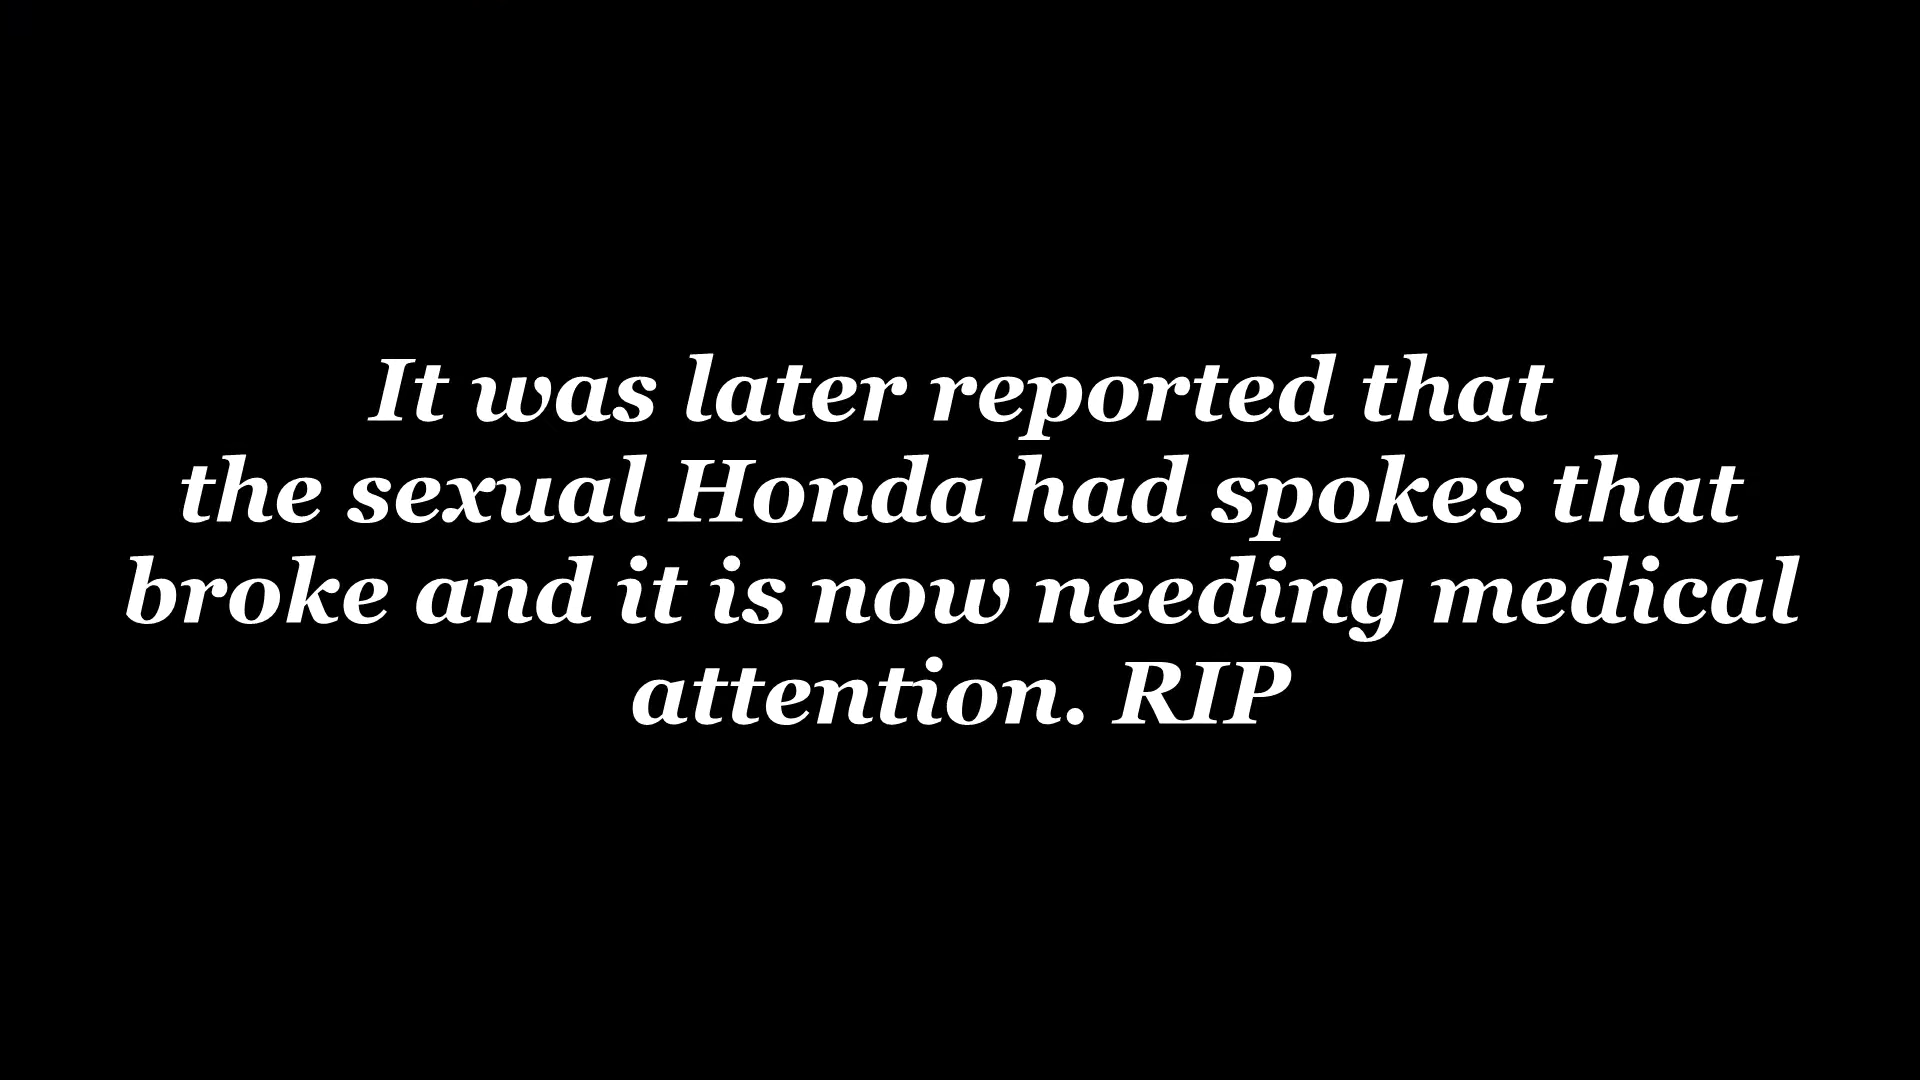 It was later reported that
the sexual Honda had spokes that
broke and it is now needing medical
attention. RIP